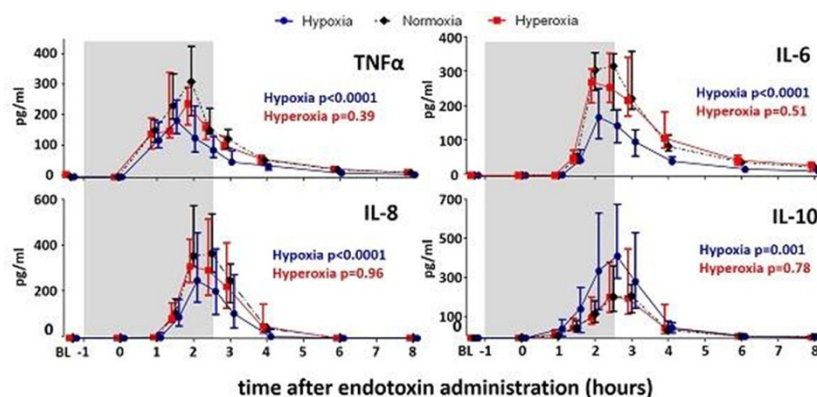 Hypoxia Normoxia Hyperoxia
TNFα
pg/ml
400
300
200
100
0
Hypoxia p<0.0001
Hyperoxia p=0.39
IL-6
pg/ml
400
300
200
100
0
Hypoxia p<0.0001
Hyperoxia p=0.51
IL-8
pg/ml
600
400
200
0
Hypoxia p<0.0001
Hyperoxia p=0.96
BL -1 0 1 2 3 4 5 6 7 8
IL-10
pg/ml
700
500
300
100
0
Hypoxia p=0.001
Hyperoxia p=0.78
BL -1 0 1 2 3 4 5 6 7 8
time after endotoxin administration (hours)